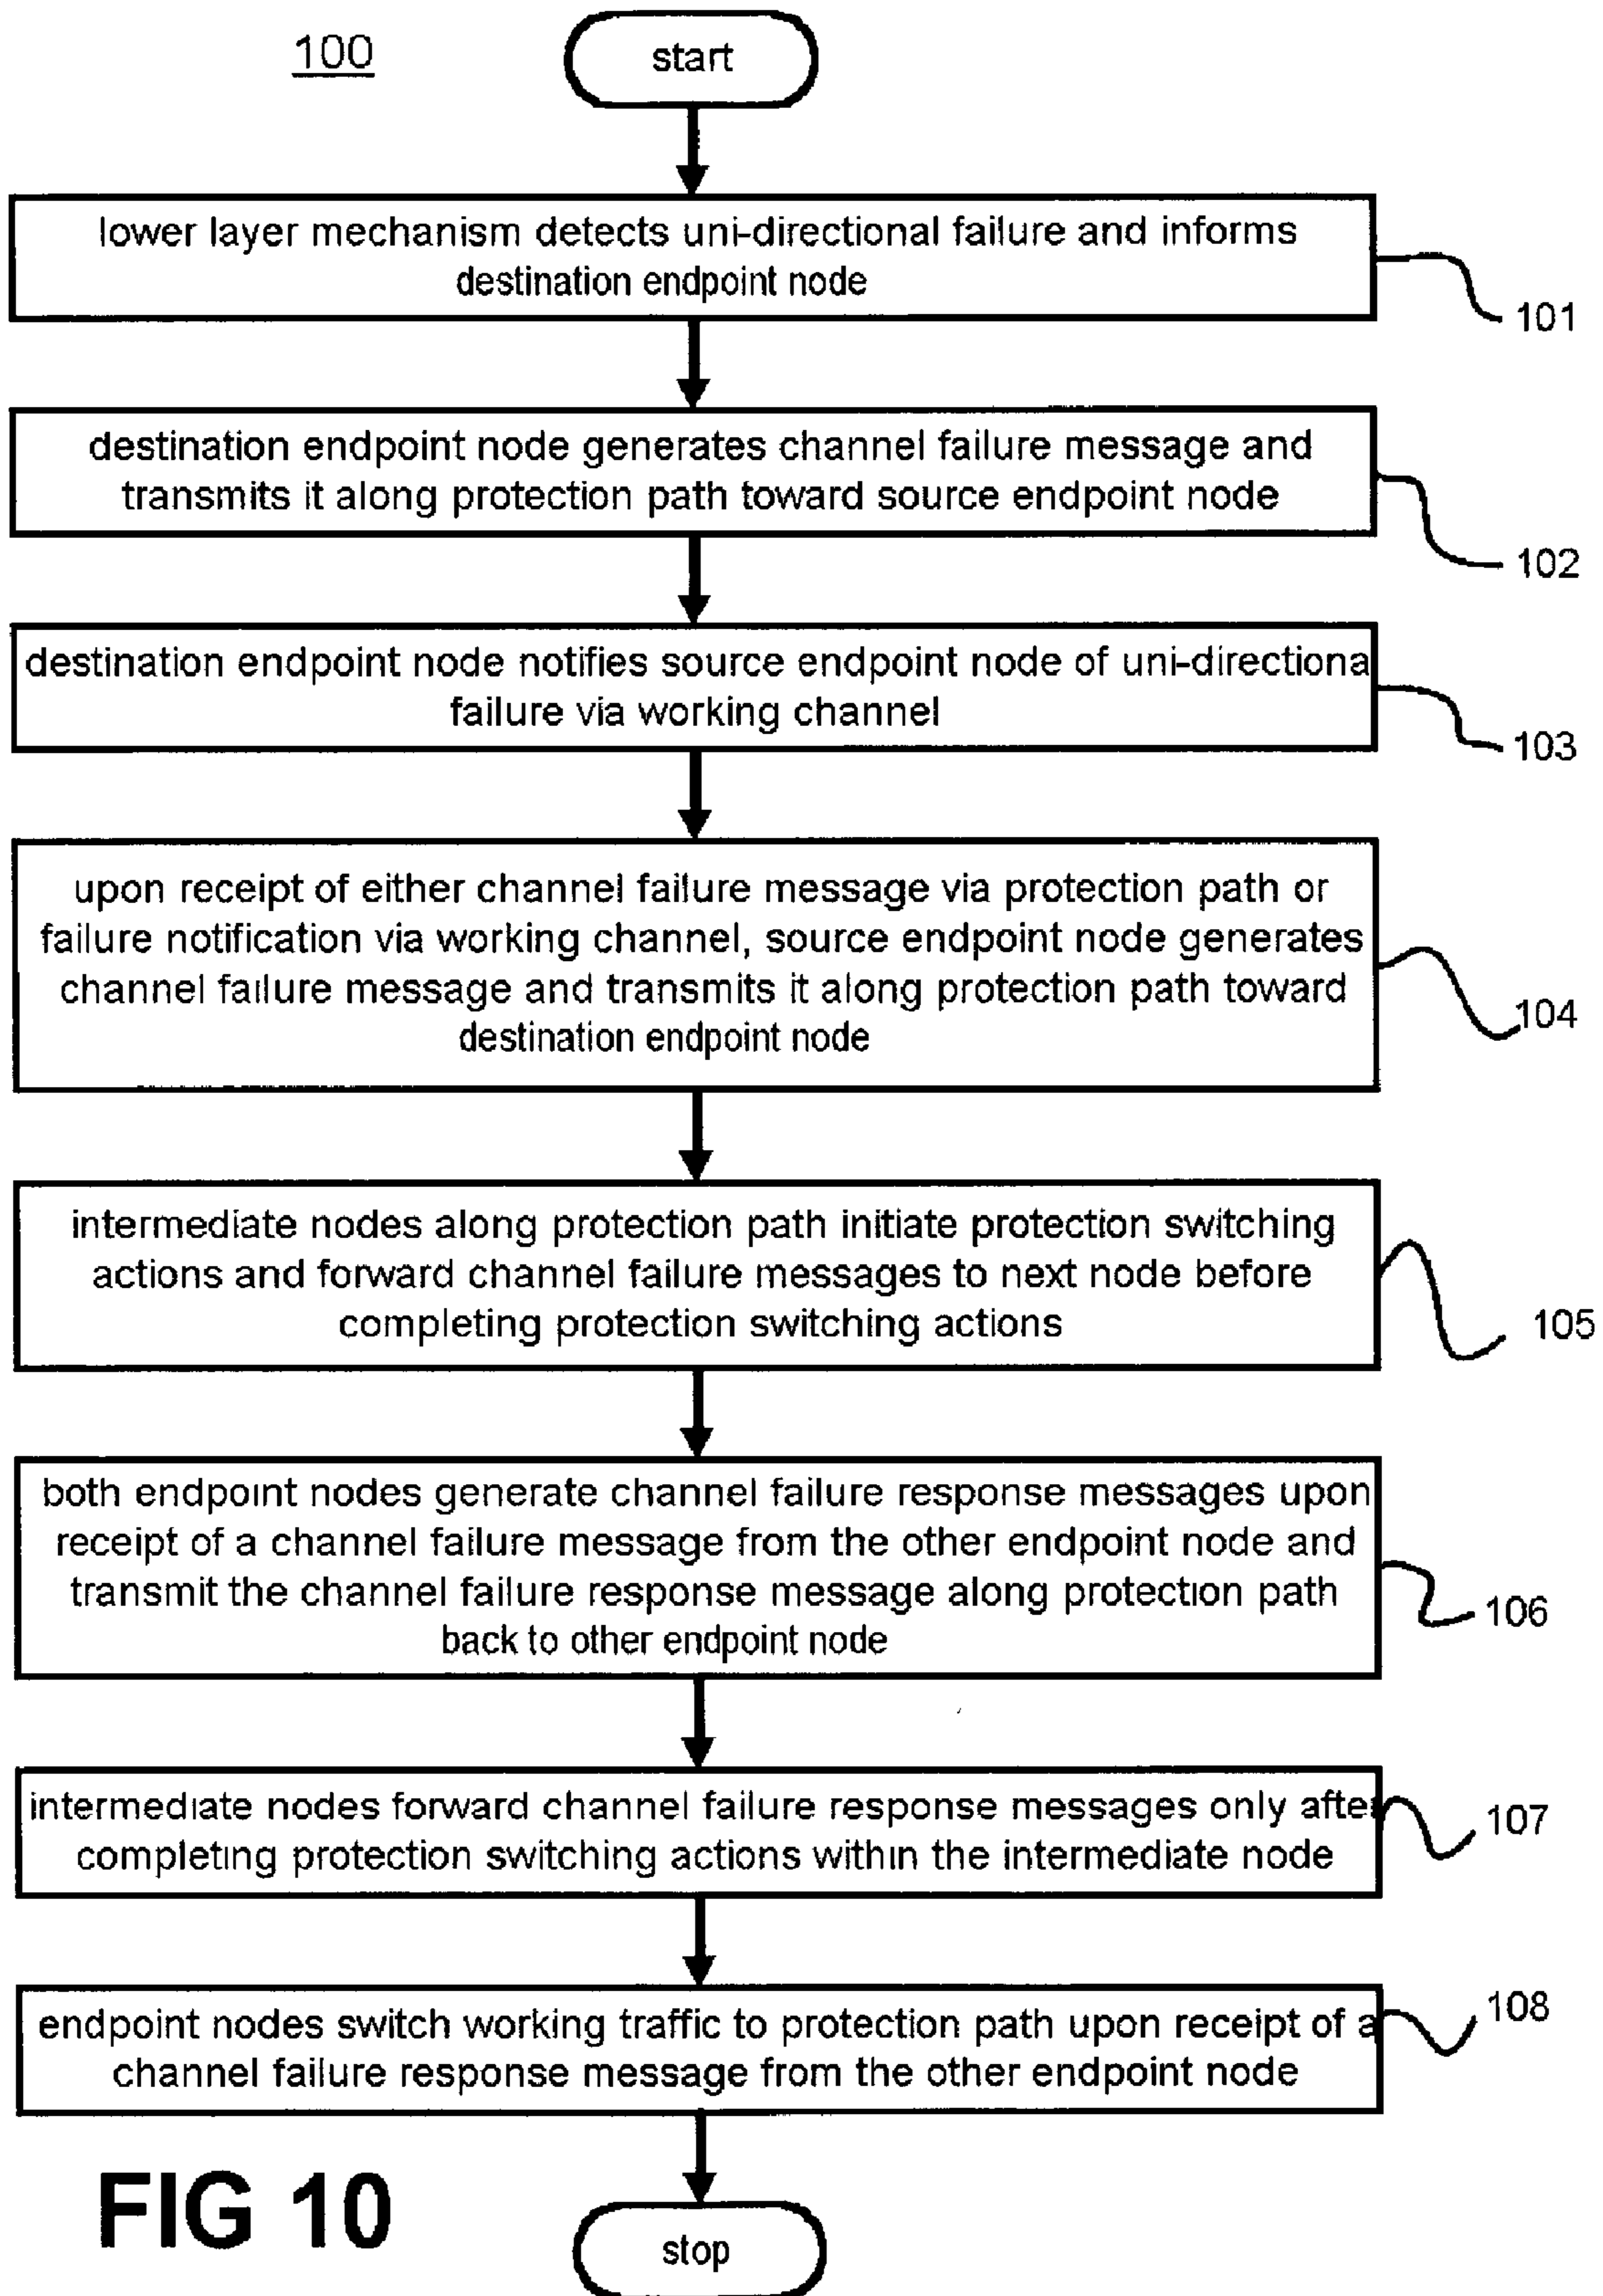 100
start
lower layer mechanism detects uni-directional failure and informs
destination endpoint node
101
destination endpoint node generates channel failure message and
transmits it along protection path toward source endpoint node
102
destination endpoint node notifies source endpoint node of uni-directiona
failure via working channel
103
upon receipt of either channel failure message via protection path or
failure notification via working channel, source endpoint node generates
channel failure message and transmits it along protection path toward
destination endpoint node
104
intermediate nodes along protection path initiate protection switching
actions and forward channel failure messages to next node before
completing protection switching actions
105
both endpoint nodes generate channel failure response messages upon
receipt of a channel failure message from the other endpoint node and
transmit the channel failure response message along protection path
back to other endpoint node
106
intermediate nodes forward channel failure response messages only after
completing protection switching actions within the intermediate node
107
endpoint nodes switch working traffic to protection path upon receipt of a
channel failure response message from the other endpoint node
108
FIG 10
stop